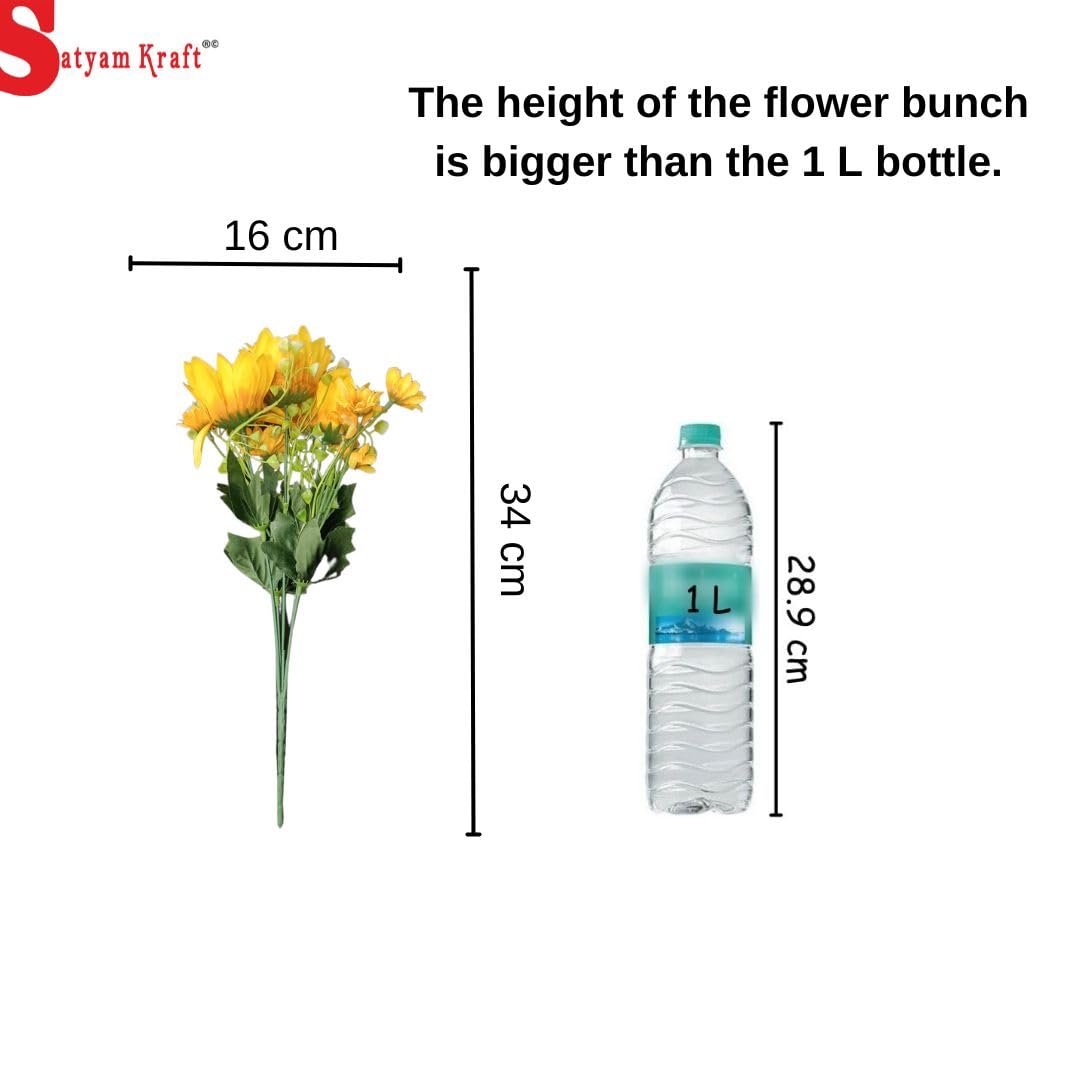 Satyam Kraft®©
The height of the flower bunch
is bigger than the 1 L bottle.
16 cm
34 cm
1 L
28.9 cm